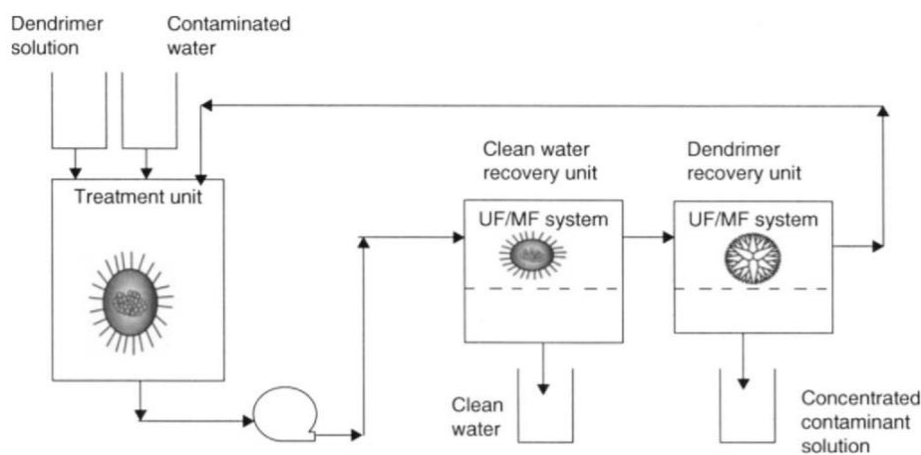 Dendrimer
solution
Contaminated
water
Treatment unit
Clean water
recovery unit
UF/MF system
Dendrimer
recovery unit
UF/MF system
Clean
water
Concentrated
contaminant
solution